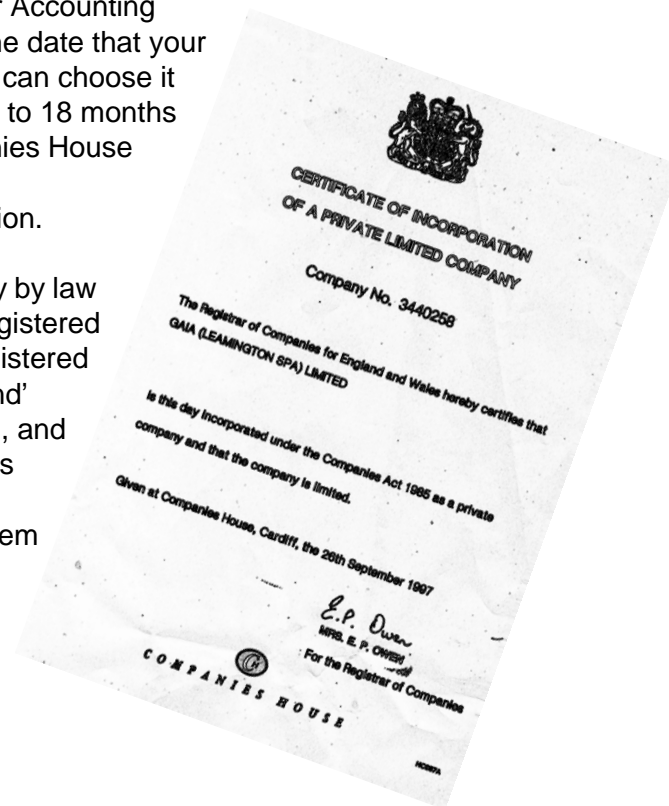 Accounting
e date that your
can choose it
to 18 months
nies House
ion.
y by law
gistered
istered
nd’
, and
s
em
CERTIFICATE OF INCORPORATION
OF A PRIVATE LIMITED COMPANY
Company No. 3440258
The Registrar of Companies for England and Wales hereby certifies that
GAIA (LEAMINGTON SPA) LIMITED
is this day incorporated under the Companies Act 1985 as a private
company and that the company is limited.
Given at Companies House, Cardiff, the 26th September 1997
E.P. Owen
MRS. E. P. OWEN
For the Registrar of Companies
COMPANIES HOUSE